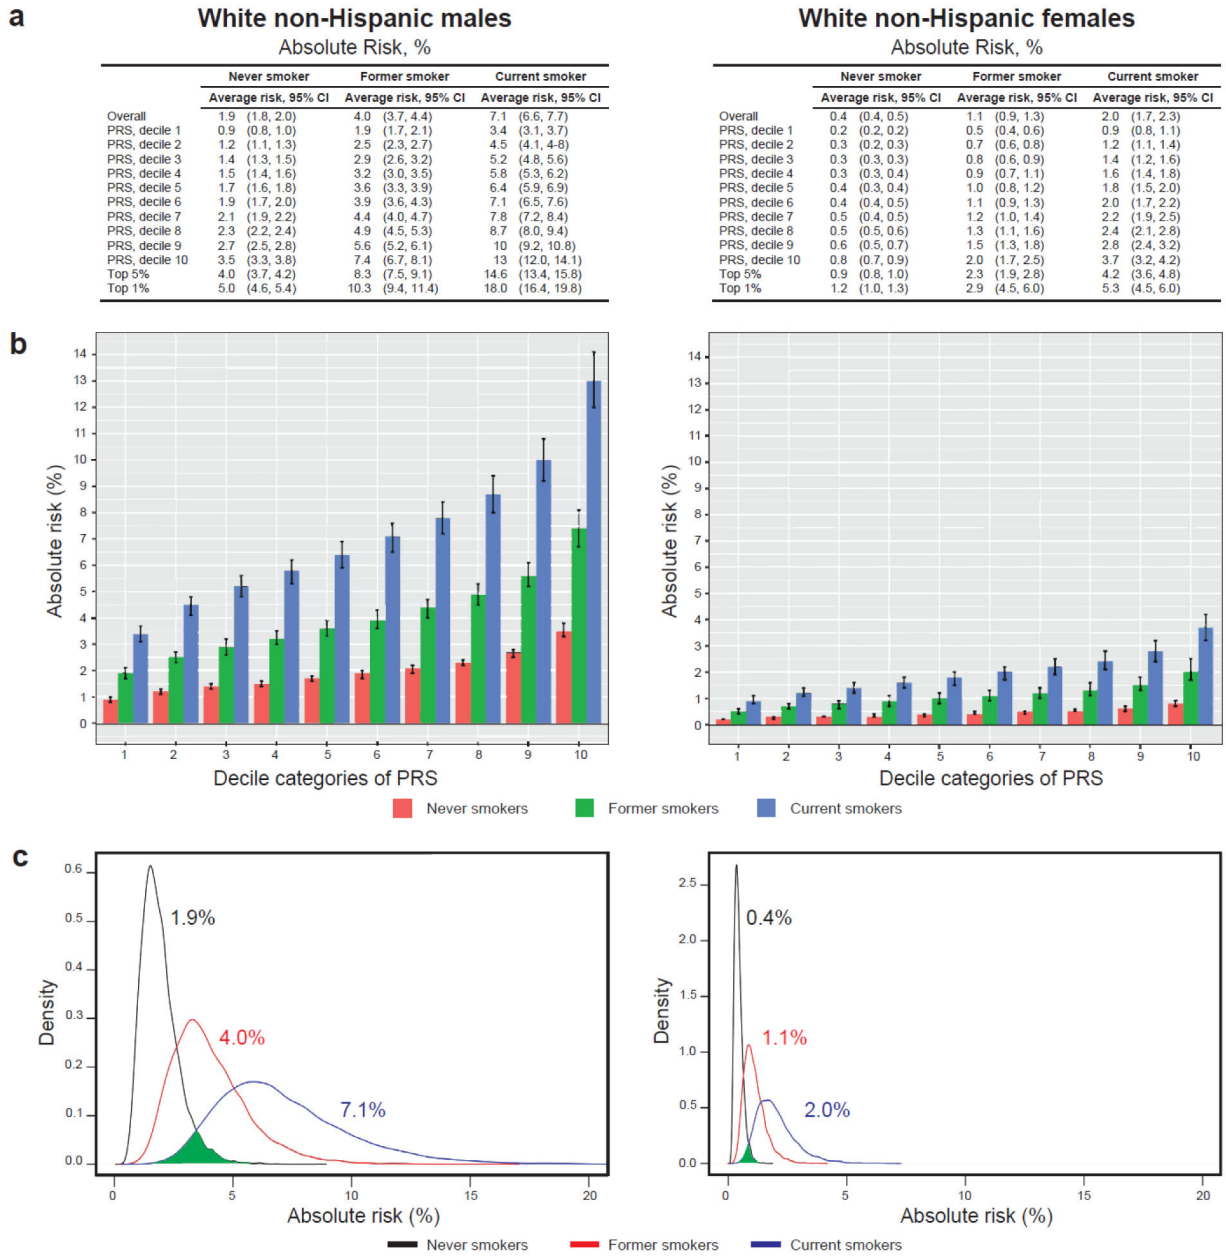 a
White non-Hispanic males
Absolute Risk, %
Never smoker Former smoker Current smoker
Average risk, 95% CI Average risk, 95% CI Average risk, 95% CI
Overall 1.9 (1.8, 2.0) 4.0 (3.7, 4.4) 7.1 (6.6, 7.7)
PRS, decile 1 0.9 (0.8, 1.0) 1.9 (1.7, 2.1) 3.4 (3.1, 3.7)
PRS, decile 2 1.2 (1.1, 1.3) 2.5 (2.3, 2.7) 4.5 (4.1, 4-8)
PRS, decile 3 1.4 (1.3, 1.5) 2.9 (2.6, 3.2) 5.2 (4.8, 5.6)
PRS, decile 4 1.5 (1.4, 1.6) 3.2 (3.0, 3.5) 5.8 (5.3, 6.2)
PRS, decile 5 1.7 (1.6, 1.8) 3.6 (3.3, 3.9) 6.4 (5.9, 6.9)
PRS, decile 6 1.9 (1.7, 2.0) 3.9 (3.6, 4.3) 7.1 (6.5, 7.6)
PRS, decile 7 2.1 (1.9, 2.2) 4.4 (4.0, 4.7) 7.8 (7.2, 8.4)
PRS, decile 8 2.3 (2.2, 2.4) 4.9 (4.5, 5.3) 8.7 (8.0, 9.4)
PRS, decile 9 2.7 (2.5, 2.8) 5.6 (5.2, 6.1) 10 (9.2, 10.8)
PRS, decile 10 3.5 (3.3, 3.8) 7.4 (6.7, 8.1) 13 (12.0, 14.1)
Top 5% 4.0 (3.7, 4.2) 8.3 (7.5, 9.1) 14.6 (13.4, 15.8)
Top 1% 5.0 (4.6, 5.4) 10.3 (9.4, 11.4) 18.0 (16.4, 19.8)
White non-Hispanic females
Absolute Risk, %
Never smoker Former smoker Current smoker
Average risk, 95% CI Average risk, 95% CI Average risk, 95% CI
Overall 0.4 (0.4, 0.5) 1.1 (0.9, 1.3) 2.0 (1.7, 2.3)
PRS, decile 1 0.2 (0.2, 0.2) 0.5 (0.4, 0.6) 0.9 (0.8, 1.1)
PRS, decile 2 0.3 (0.2, 0.3) 0.7 (0.6, 0.8) 1.2 (1.1, 1.4)
PRS, decile 3 0.3 (0.3, 0.3) 0.8 (0.6, 0.9) 1.4 (1.2, 1.6)
PRS, decile 4 0.3 (0.3, 0.4) 0.9 (0.7, 1.1) 1.6 (1.4, 1.8)
PRS, decile 5 0.4 (0.3, 0.4) 1.0 (0.8, 1.2) 1.8 (1.5, 2.0)
PRS, decile 6 0.4 (0.4, 0.5) 1.1 (0.9, 1.3) 2.0 (1.7, 2.2)
PRS, decile 7 0.5 (0.4, 0.5) 1.2 (1.0, 1.4) 2.2 (1.9, 2.5)
PRS, decile 8 0.5 (0.5, 0.6) 1.3 (1.1, 1.6) 2.4 (2.1, 2.8)
PRS, decile 9 0.6 (0.5, 0.7) 1.5 (1.3, 1.8) 2.8 (2.4, 3.2)
PRS, decile 10 0.8 (0.7, 0.9) 2.0 (1.7, 2.5) 3.7 (3.2, 4.2)
Top 5% 0.9 (0.8, 1.0) 2.3 (1.9, 2.8) 4.2 (3.6, 4.8)
Top 1% 1.2 (1.0, 1.3) 2.9 (4.5, 6.0) 5.3 (4.5, 6.0)
b
Absolute risk (%)
14
13
12
11
10
9
8
7
6
5
4
3
2
1
0
1 2 3 4 5 6 7 8 9 10
Decile categories of PRS
Absolute risk (%)
14
13
12
11
10
9
8
7
6
5
4
3
2
1
0
1 2 3 4 5 6 7 8 9 10
Decile categories of PRS
Never smokers Former smokers Current smokers
c
Density
0.6
0.5
0.4
0.3
0.2
0.1
0.0
1.9%
4.0%
7.1%
0 5 10 15 20
Absolute risk (%)
Density
2.5
2.0
1.5
1.0
0.5
0.0
0.4%
1.1%
2.0%
0 5 10 15 20
Absolute risk (%)
Never smokers Former smokers Current smokers